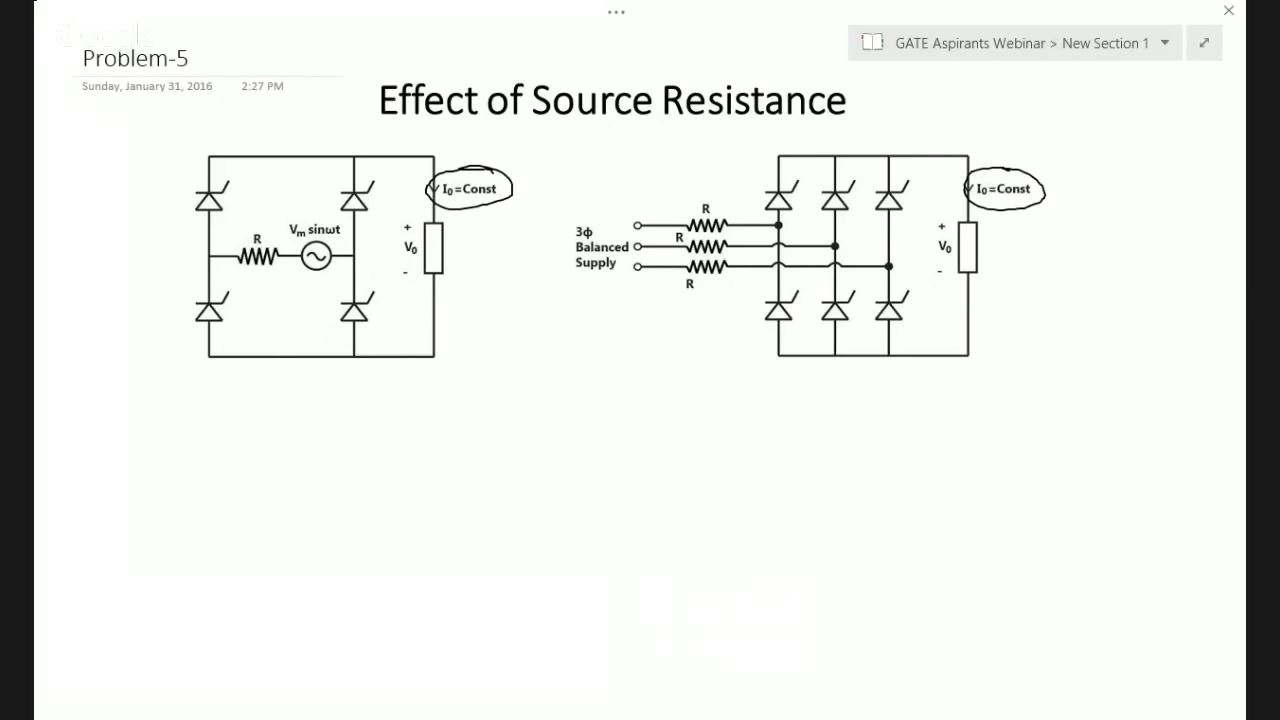 GATE Aspirants Webinar > New Section 1
Problem-5
Sunday, January 31, 2016 2:27 PM
Effect of Source Resistance
I₀=Const
Vₘ sinωt
R
+
V₀
-
I₀=Const
3ϕ
Balanced
Supply
R
R
R
+
V₀
-